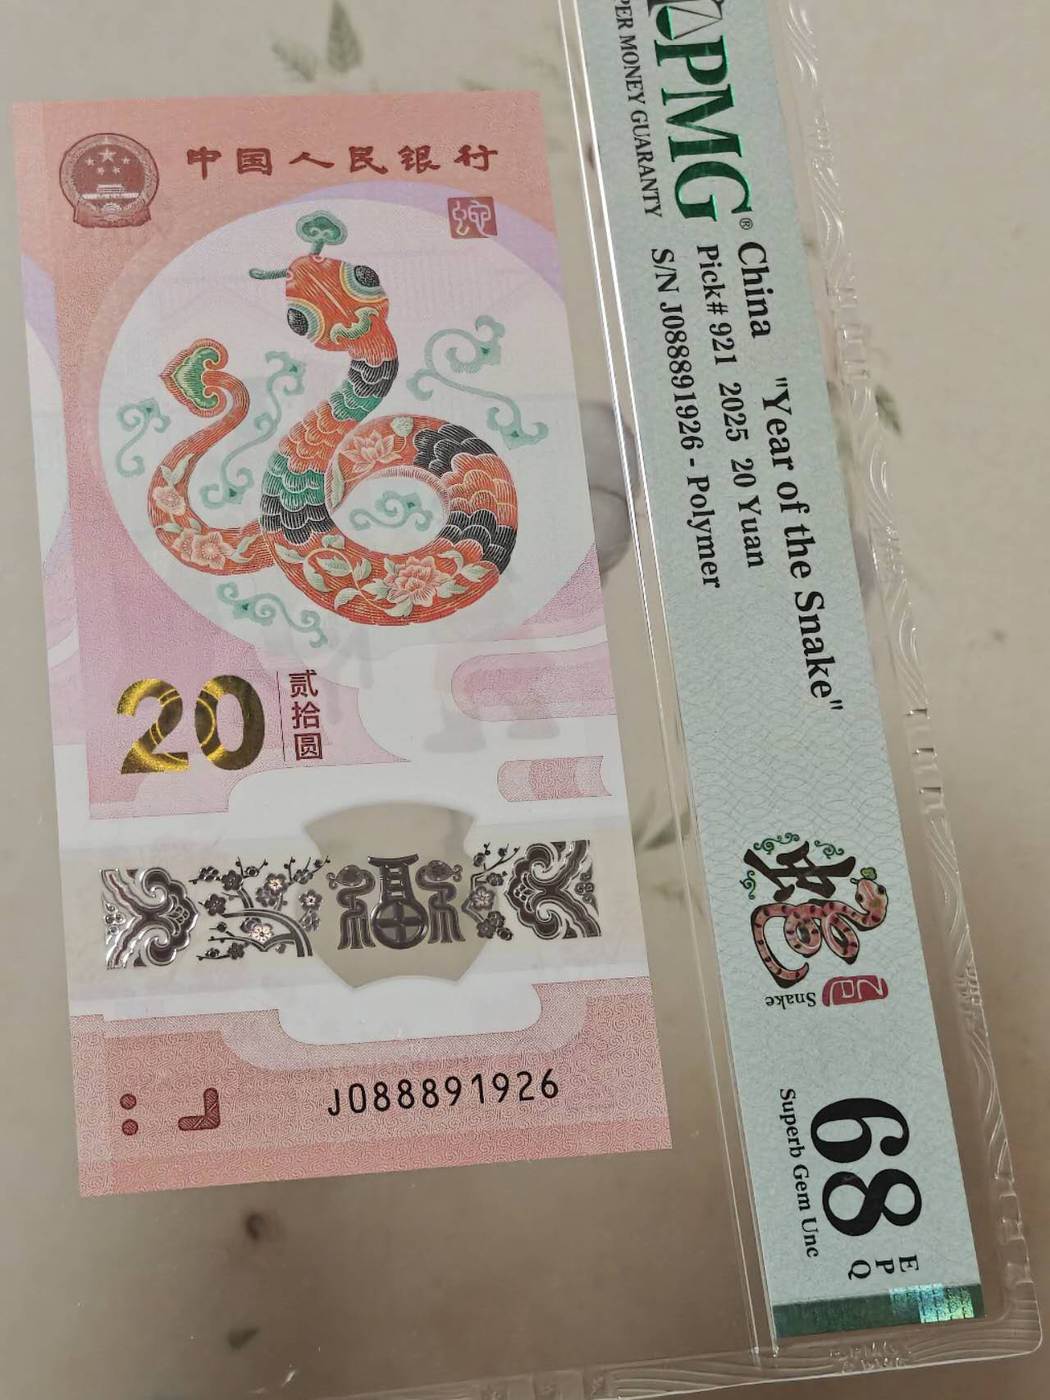 中国人民银行
蛇
20
贰拾圆
福
J088891926
PMG®
PER MONEY GUARANTY
China "Year of the Snake"
Pick# 921 2025 20 Yuan
S/N J088891926 - Polymer
蛇
Snake
68
EPQ
Superb Gem Unc